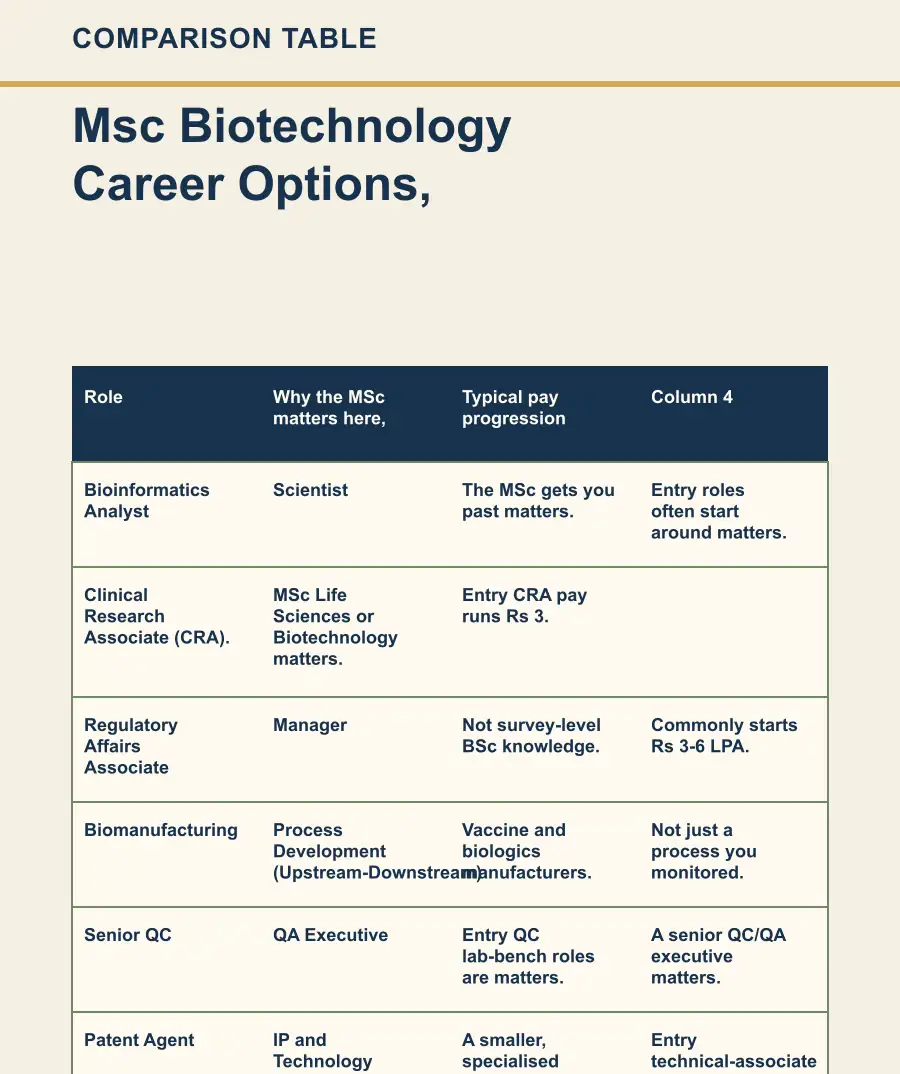 COMPARISON TABLE
Msc Biotechnology
Career Options,
Role
Why the MSc
matters here,
Typical pay
progression
Column 4
Bioinformatics
Analyst
Scientist
The MSc gets you
past matters.
Entry roles
often start
around matters.
Clinical
Research
Associate (CRA).
MSc Life
Sciences or
Biotechnology
matters.
Entry CRA pay
runs Rs 3.
Regulatory
Affairs
Associate
Manager
Not survey-level
BSc knowledge.
Commonly starts
Rs 3-6 LPA.
Biomanufacturing
Process
Development
(Upstream-Downstream)
Vaccine and
biologics
manufacturers.
Not just a
process you
monitored.
Senior QC
QA Executive
Entry QC
lab-bench roles
are matters.
A senior QC/QA
executive
matters.
Patent Agent
IP and
Technology
A smaller,
specialised
Entry
technical-associate